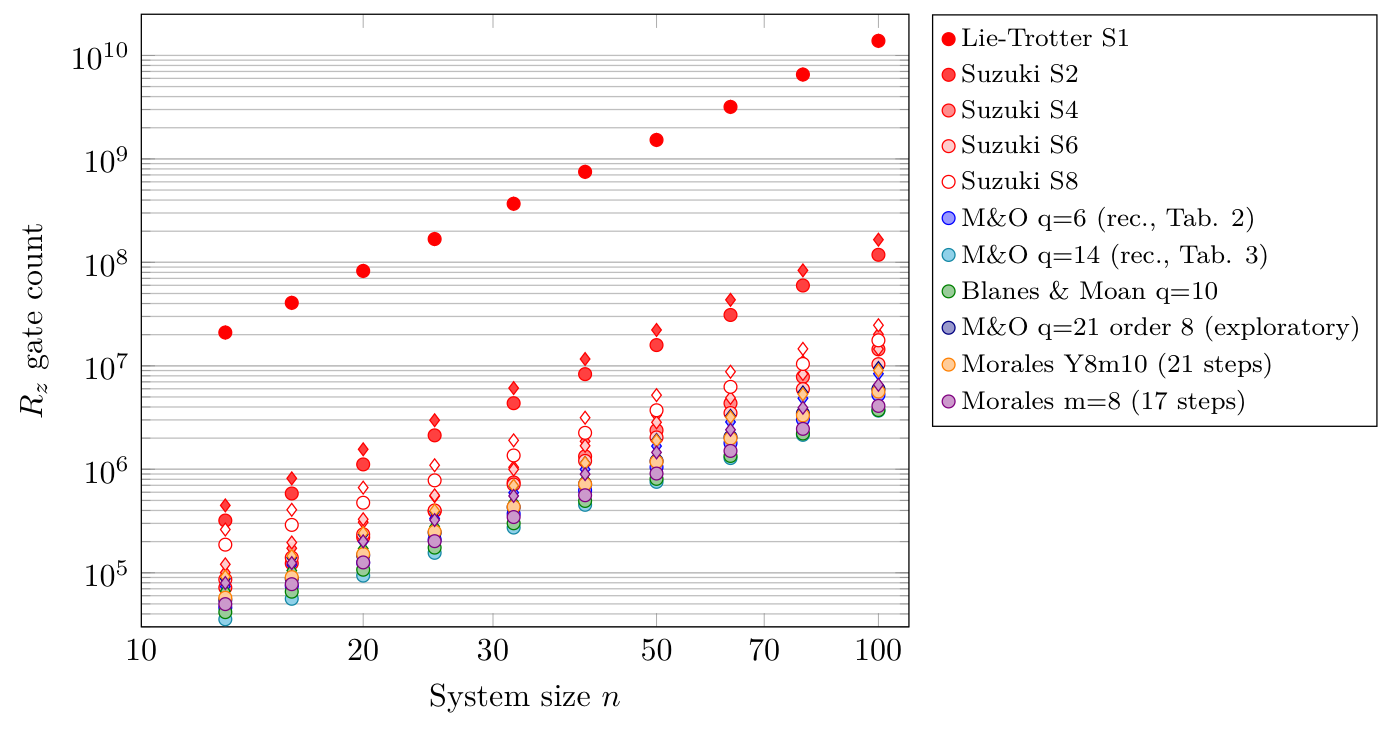 10^10
10^9
10^8
10^7
10^6
10^5
R_z gate count
10 20 30 50 70 100
System size n
Lie-Trotter S1
Suzuki S2
Suzuki S4
Suzuki S6
Suzuki S8
M&O q=6 (rec., Tab. 2)
M&O q=14 (rec., Tab. 3)
Blanes & Moan q=10
M&O q=21 order 8 (exploratory)
Morales Y8m10 (21 steps)
Morales m=8 (17 steps)